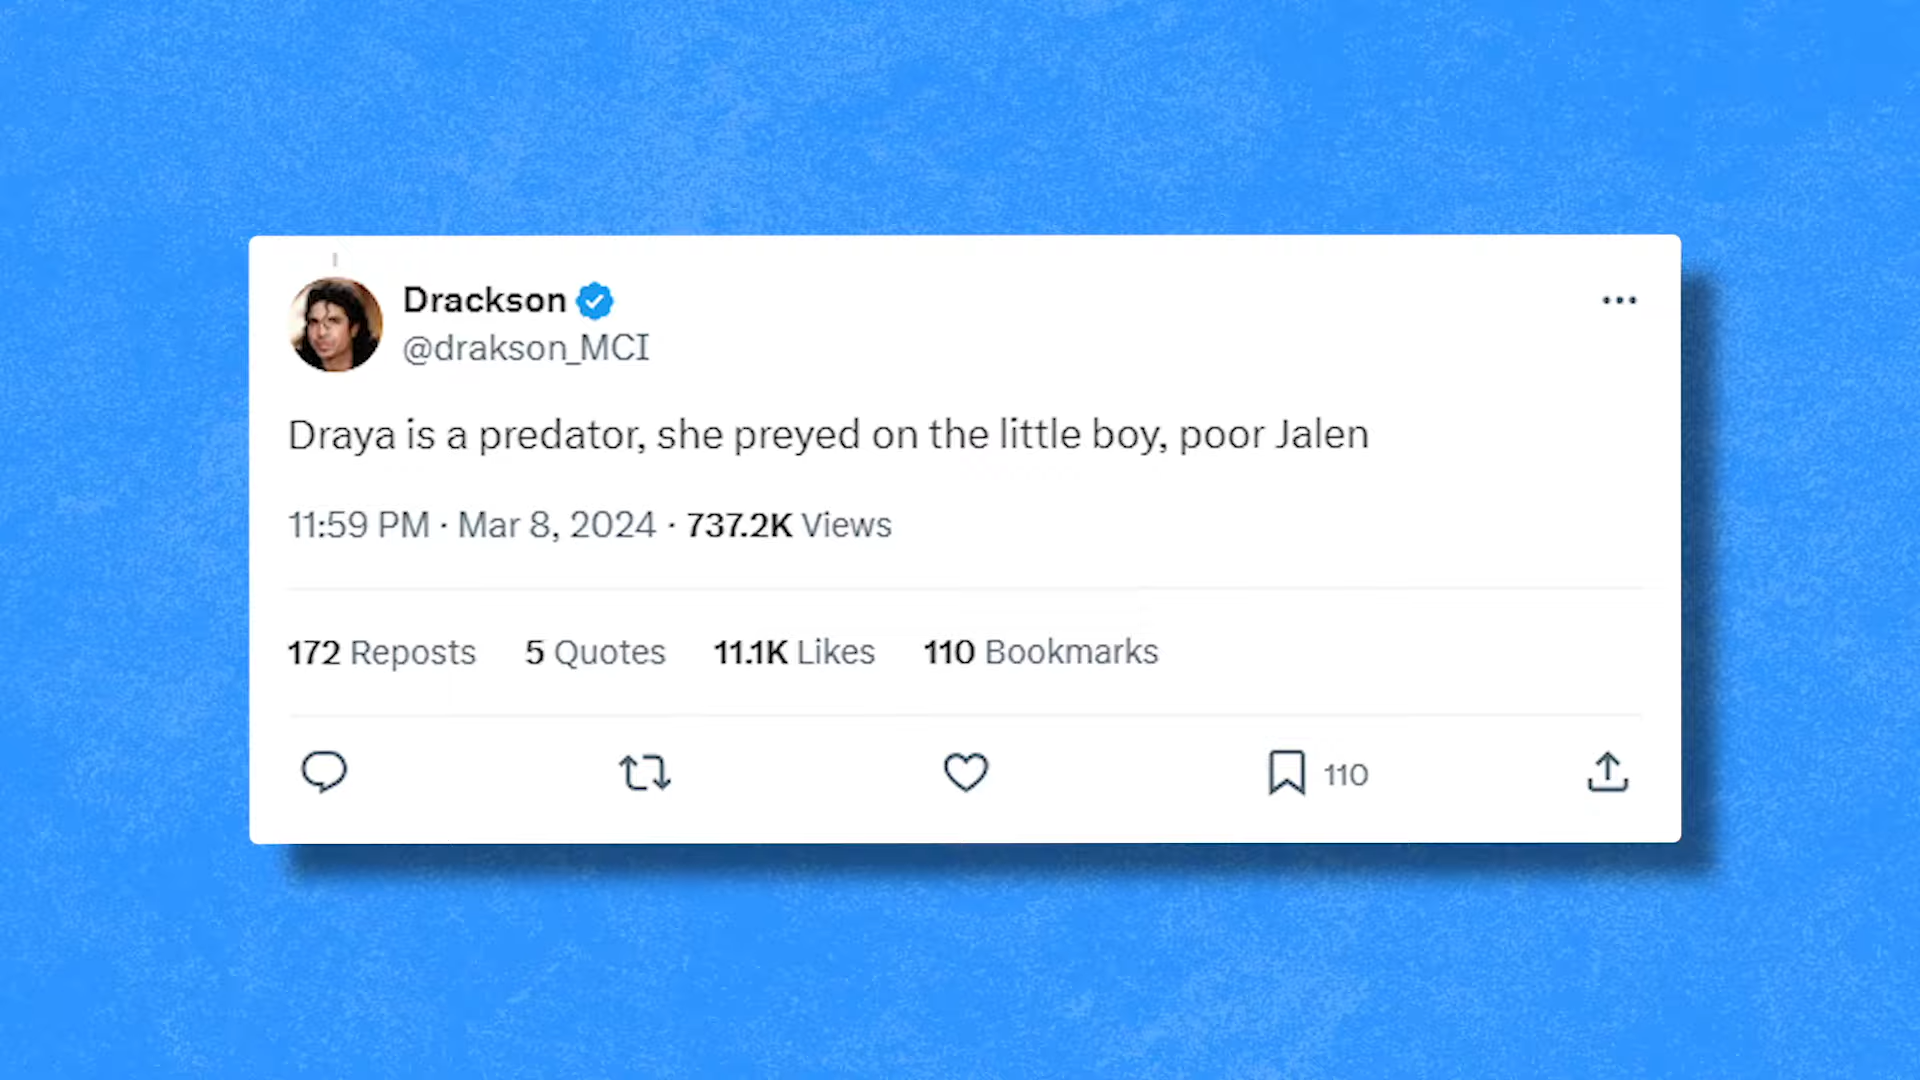 Drackson
@drakson_MCI
Draya is a predator, she preyed on the little boy, poor Jalen
11:59 PM · Mar 8, 2024 · 737.2K Views
172 Reposts 5 Quotes 11.1K Likes 110 Bookmarks
110